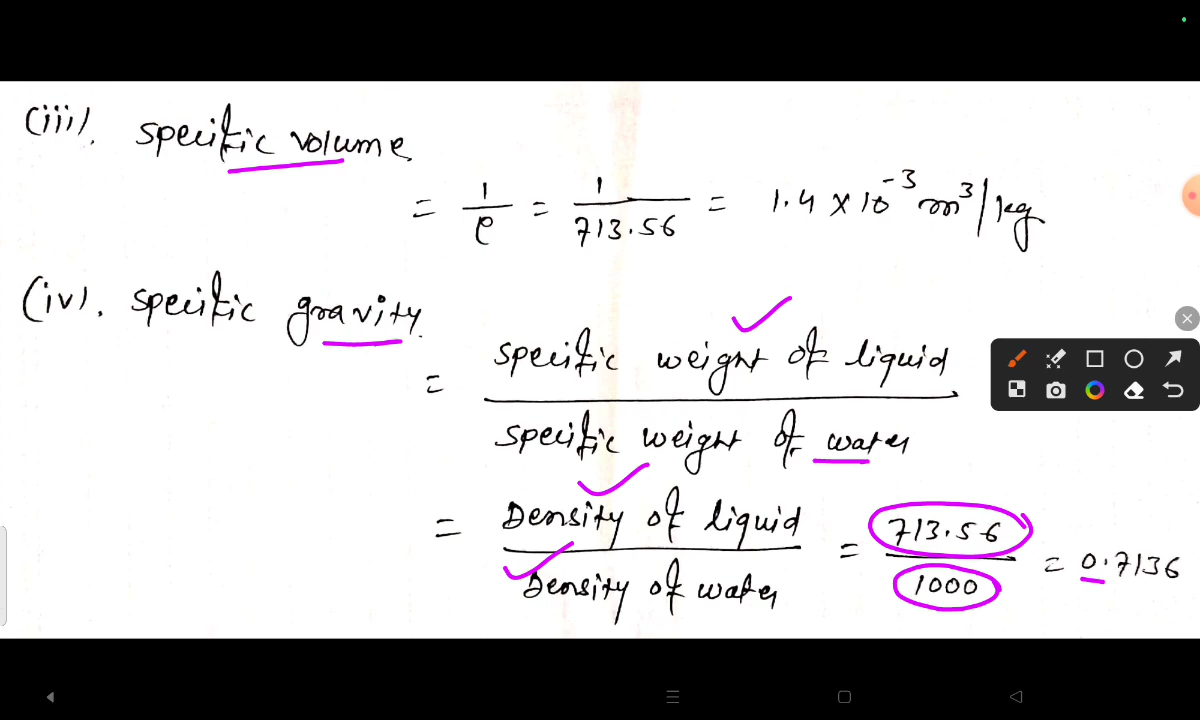 (iii). Specific volume
= 1/ρ = 1/713.56 = 1.4 × 10⁻³ m³/kg
(iv). Specific gravity
= Specific weight of liquid / Specific weight of water
= Density of liquid / Density of water = 713.56 / 1000 = 0.7136